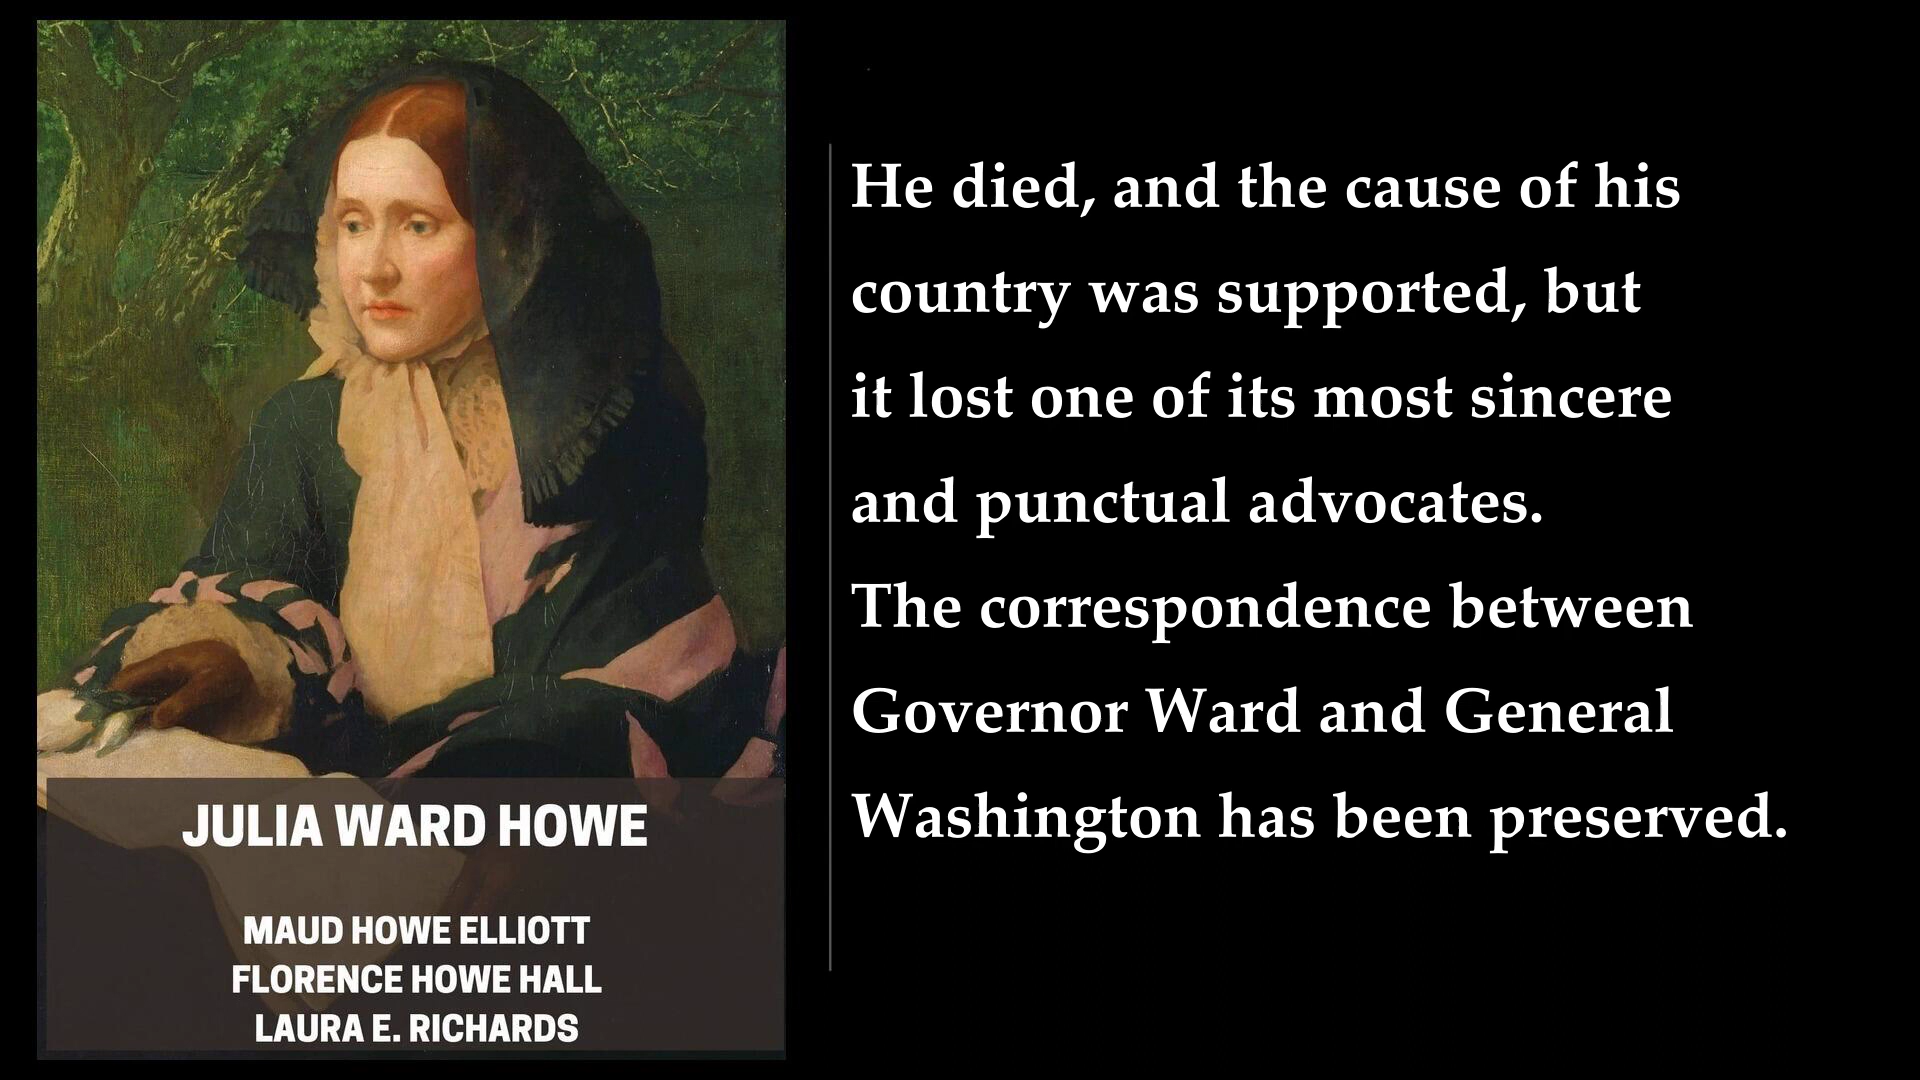 JULIA WARD HOWE
MAUD HOWE ELLIOTT
FLORENCE HOWE HALL
LAURA E. RICHARDS
He died, and the cause of his
country was supported, but
it lost one of its most sincere
and punctual advocates.
The correspondence between
Governor Ward and General
Washington has been preserved.